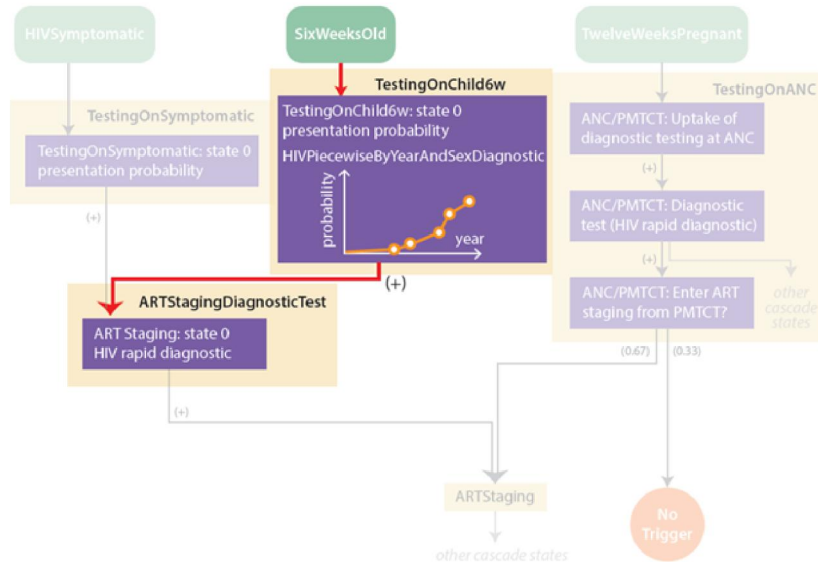 HIVSymptomatic
SixWeeksOld
TwelveWeeksPregnant
TestingOnSymptomatic
TestingOnSymptomatic: state 0
presentation probability
(+)
TestingOnChild6w
TestingOnChild6w: state 0
presentation probability
HIVPiecewiseByYearAndSexDiagnostic
probability
year
(+)
TestingOnANC
ANC/PMTCT: Uptake of
diagnostic testing at ANC
(+)
ANC/PMTCT: Diagnostic
test (HIV rapid diagnostic)
(+)
other
cascade
states
ANC/PMTCT: Enter ART
staging from PMTCT?
(0.67)
(0.33)
ARTStagingDiagnosticTest
ART Staging: state 0
HIV rapid diagnostic
(+)
ARTStaging
other cascade states
No
Trigger